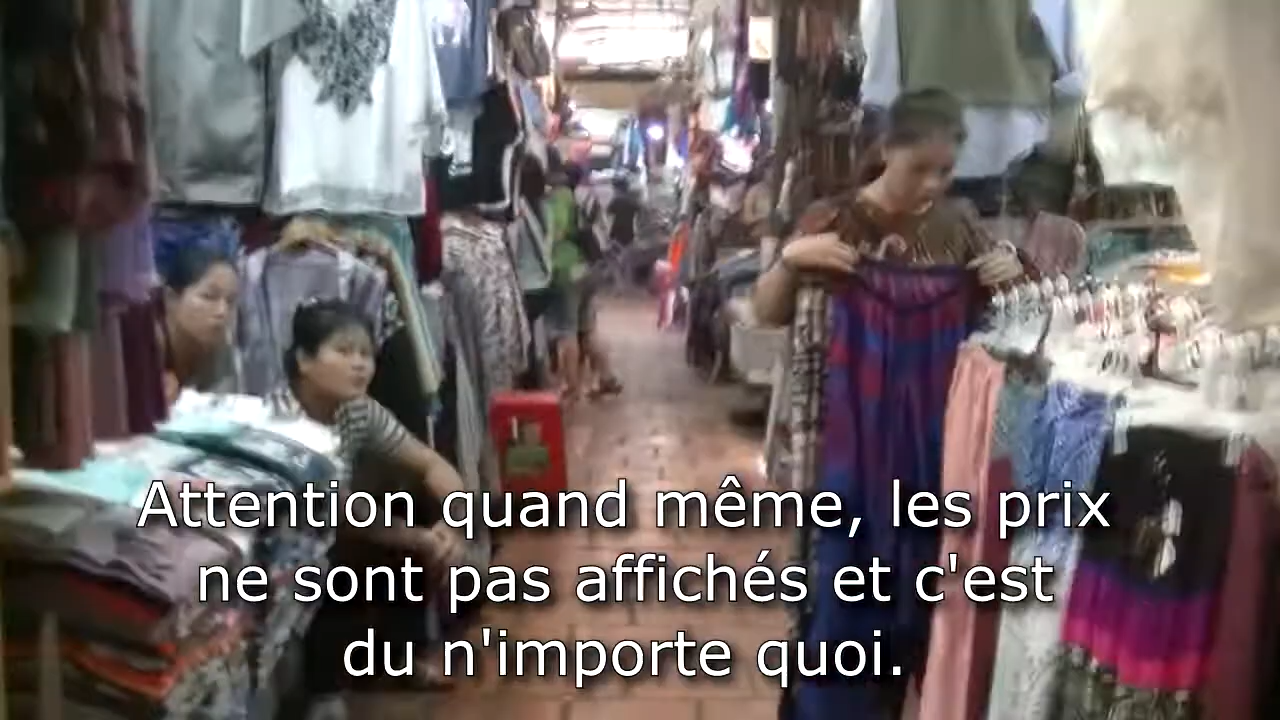 Attention quand même, les prix
ne sont pas affichés et c'est
du n'importe quoi.